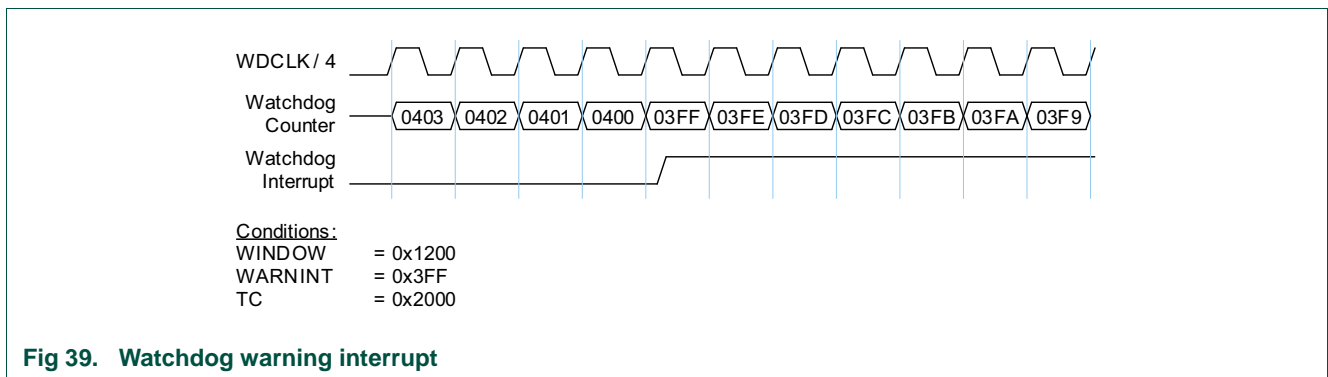 WDCLK / 4
Watchdog
Counter
0403 0402 0401 0400 03FF 03FE 03FD 03FC 03FB 03FA 03F9
Watchdog
Interrupt
Conditions:
WINDOW = 0x1200
WARNINT = 0x3FF
TC = 0x2000
Fig 39. Watchdog warning interrupt